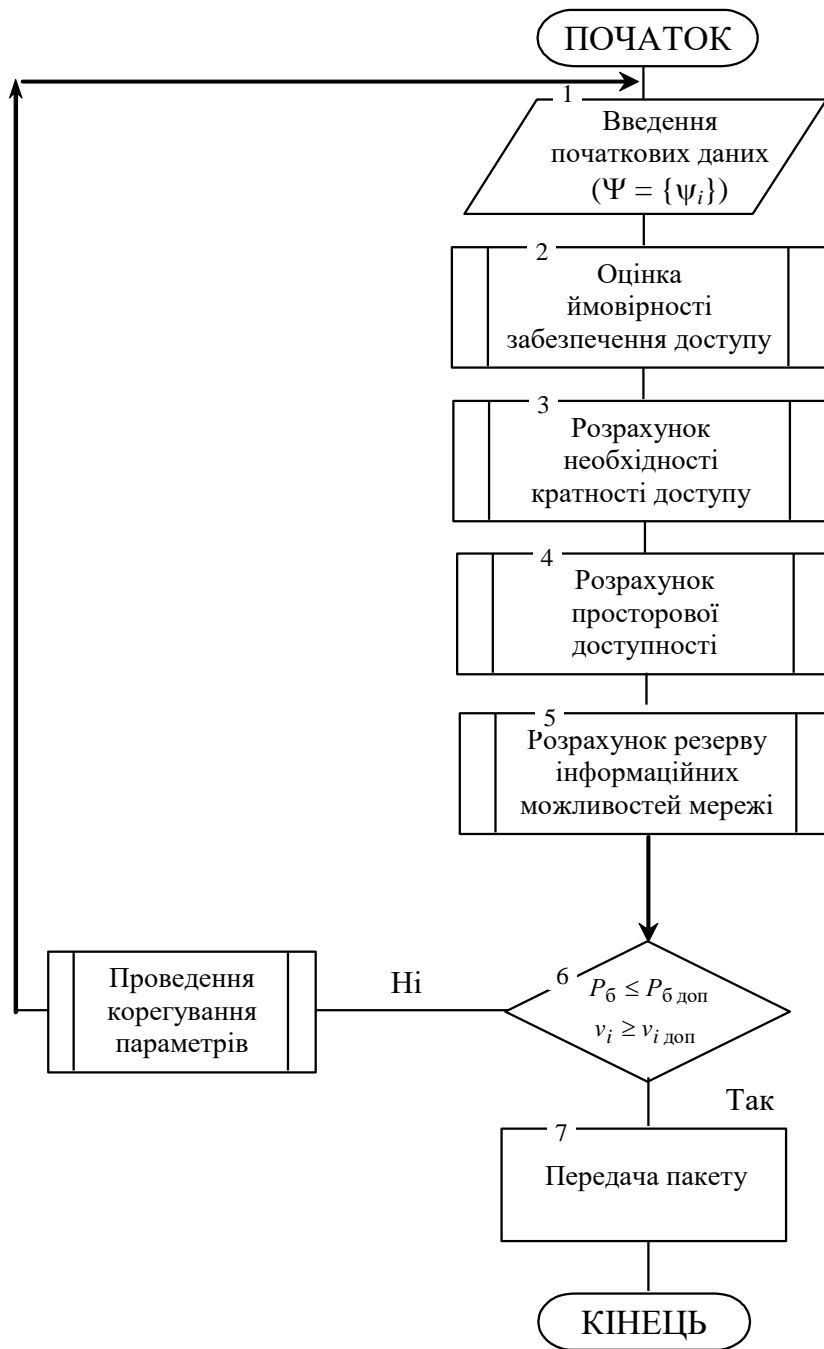 ПОЧАТОК
1
Введення
початкових даних
(Ψ = {ψi})
2
Оцінка
ймовірності
забезпечення доступу
3
Розрахунок
необхідності
кратності доступу
4
Розрахунок
просторової
доступності
5
Розрахунок резерву
інформаційних
можливостей мережі
6
Pб ≤ Pб доп
vi ≥ vi доп
Ні
Проведення
корегування
параметрів
Так
7
Передача пакету
КІНЕЦЬ